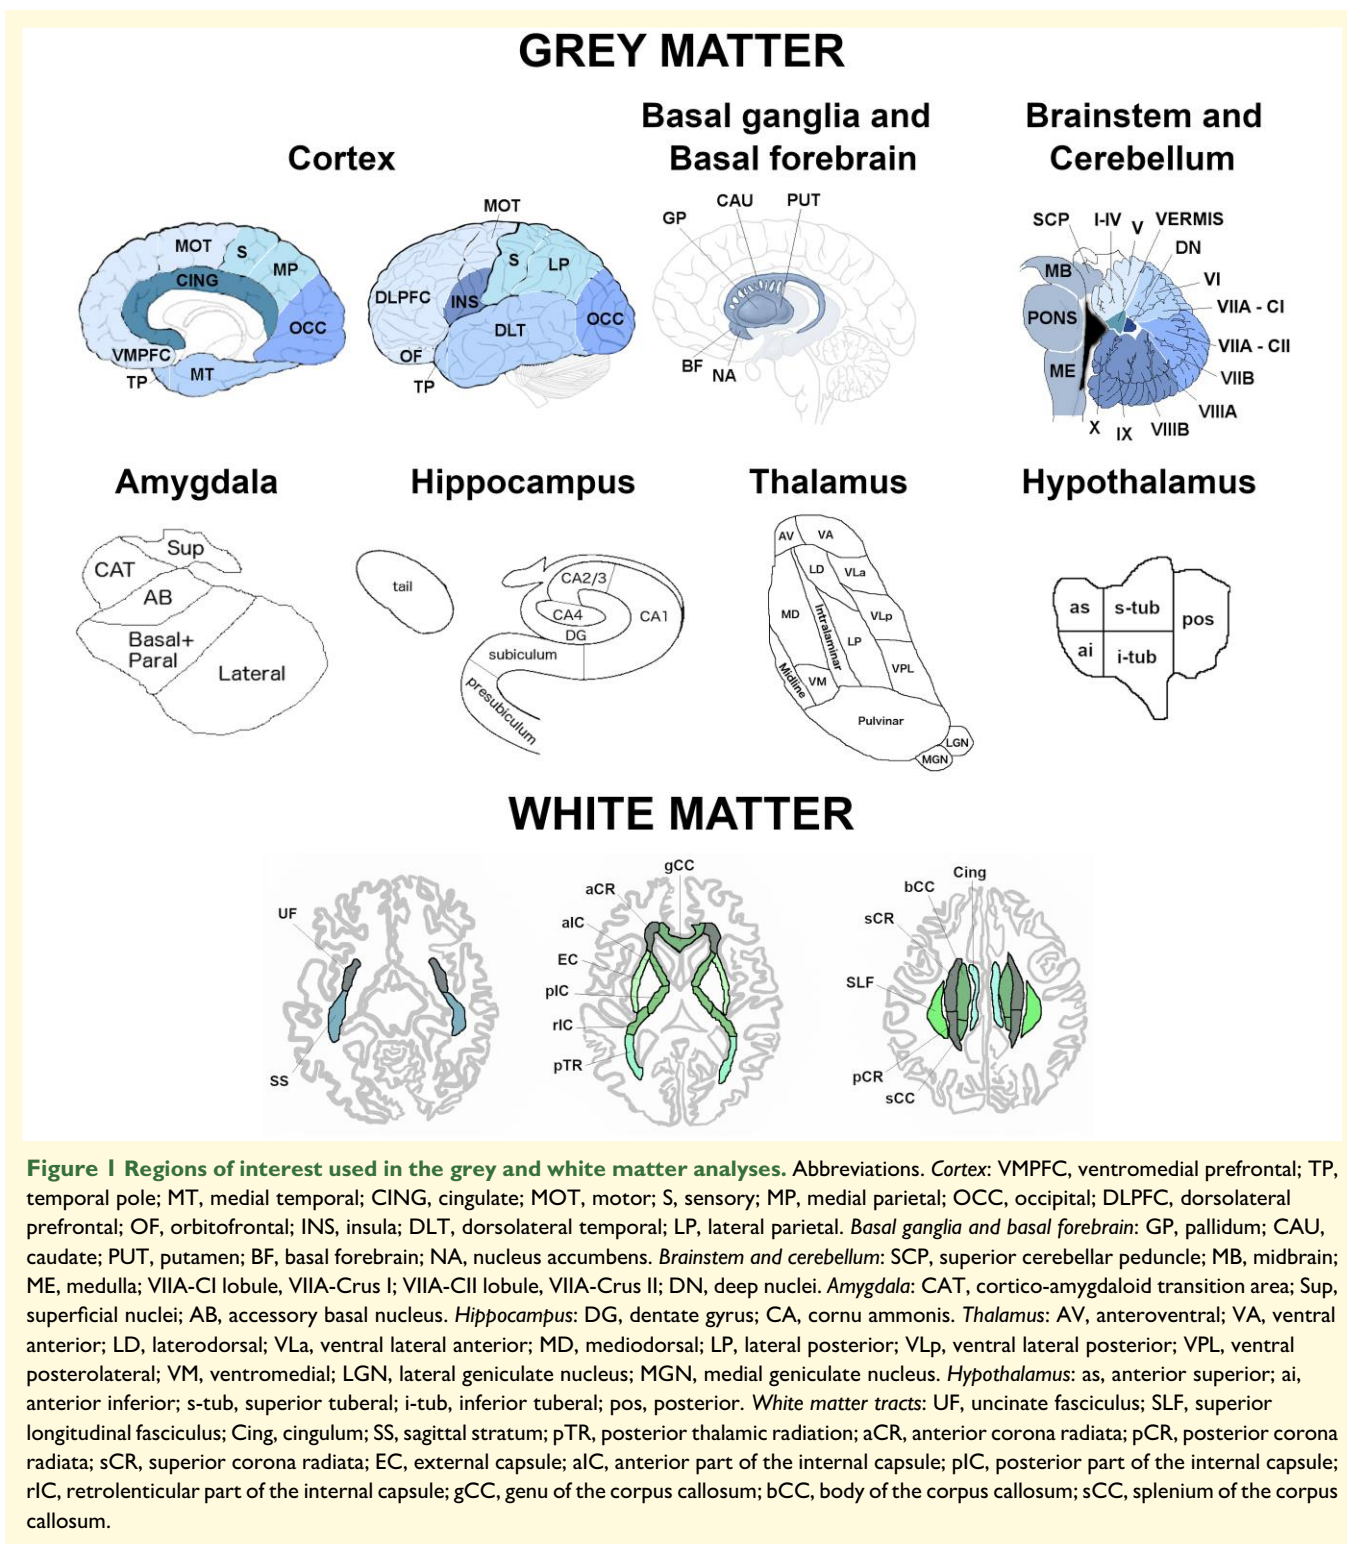 GREY MATTER
Cortex
Basal ganglia and
Basal forebrain
Brainstem and
Cerebellum
MOT
S
MP
CING
OCC
VMPFC
TP
MT
MOT
S
LP
DLPFC
INS
DLT
OCC
OF
TP
GP
CAU
PUT
BF
NA
SCP
I-IV
V
VERMIS
DN
MB
VI
VIIA - CI
PONS
VIIA - CII
ME
VIIB
VIIIA
X
IX
VIIIB
Amygdala
Hippocampus
Thalamus
Hypothalamus
Sup
CAT
AB
Basal+
Paral
Lateral
tail
CA2/3
CA4
CA1
DG
subiculum
presubiculum
AV
VA
LD
VLa
MD
Intralaminar
VLp
LP
Midline
VM
VPL
Pulvinar
LGN
MGN
as
s-tub
pos
ai
i-tub
WHITE MATTER
UF
SS
gCC
aCR
aIC
EC
pIC
rIC
pTR
Cing
bCC
sCR
SLF
pCR
sCC
Figure 1 Regions of interest used in the grey and white matter analyses. Abbreviations. Cortex: VMPFC, ventromedial prefrontal; TP,
temporal pole; MT, medial temporal; CING, cingulate; MOT, motor; S, sensory; MP, medial parietal; OCC, occipital; DLPFC, dorsolateral
prefrontal; OF, orbitofrontal; INS, insula; DLT, dorsolateral temporal; LP, lateral parietal. Basal ganglia and basal forebrain: GP, pallidum; CAU,
caudate; PUT, putamen; BF, basal forebrain; NA, nucleus accumbens. Brainstem and cerebellum: SCP, superior cerebellar peduncle; MB, midbrain;
ME, medulla; VIIA-CI lobule, VIIA-Crus I; VIIA-CII lobule, VIIA-Crus II; DN, deep nuclei. Amygdala: CAT, cortico-amygdaloid transition area; Sup,
superficial nuclei; AB, accessory basal nucleus. Hippocampus: DG, dentate gyrus; CA, cornu ammonis. Thalamus: AV, anteroventral; VA, ventral
anterior; LD, laterodorsal; VLa, ventral lateral anterior; MD, mediodorsal; LP, lateral posterior; VLp, ventral lateral posterior; VPL, ventral
posterolateral; VM, ventromedial; LGN, lateral geniculate nucleus; MGN, medial geniculate nucleus. Hypothalamus: as, anterior superior; ai,
anterior inferior; s-tub, superior tuberal; i-tub, inferior tuberal; pos, posterior. White matter tracts: UF, uncinate fasciculus; SLF, superior
longitudinal fasciculus; Cing, cingulum; SS, sagittal stratum; pTR, posterior thalamic radiation; aCR, anterior corona radiata; pCR, posterior corona
radiata; sCR, superior corona radiata; EC, external capsule; aIC, anterior part of the internal capsule; pIC, posterior part of the internal capsule;
rIC, retrolenticular part of the internal capsule; gCC, genu of the corpus callosum; bCC, body of the corpus callosum; sCC, splenium of the corpus
callosum.